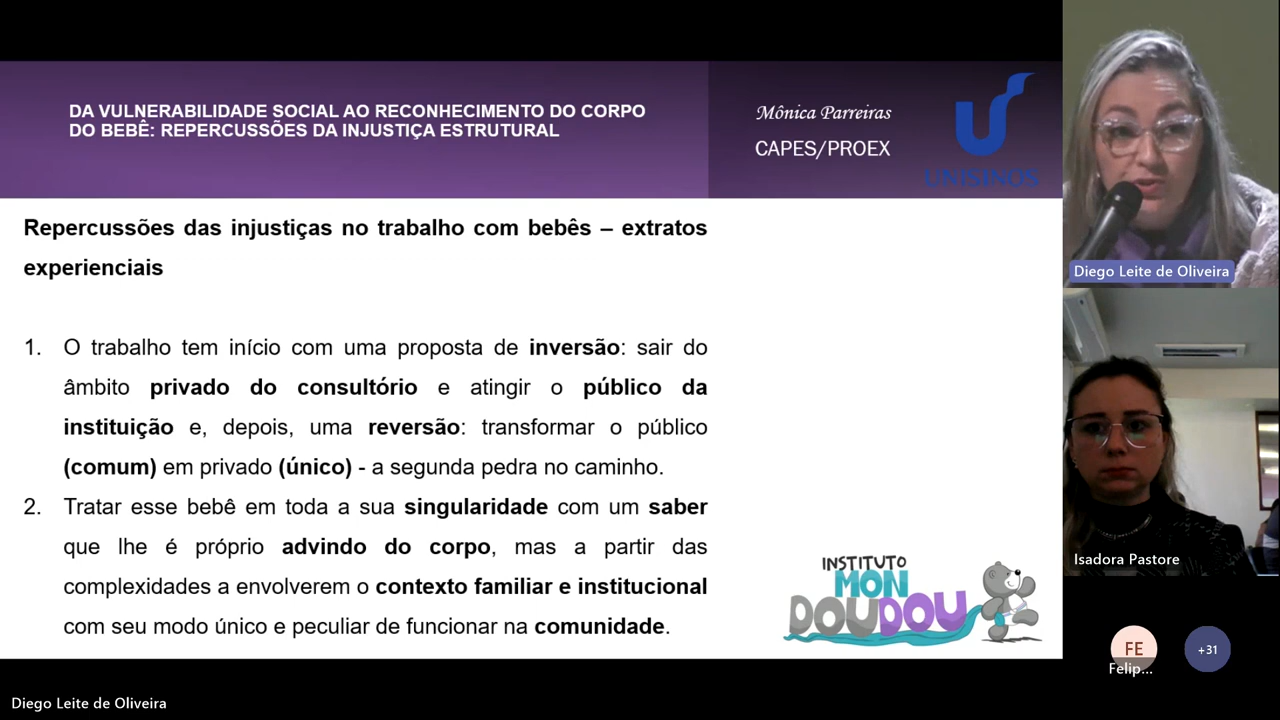 DA VULNERABILIDADE SOCIAL AO RECONHECIMENTO DO CORPO
DO BEBÊ: REPERCUSSÕES DA INJUSTIÇA ESTRUTURAL
Mônica Parreiras
CAPES/PROEX
UNISINOS
Repercussões das injustiças no trabalho com bebês – extratos
experienciais
1. O trabalho tem início com uma proposta de inversão: sair do
âmbito privado do consultório e atingir o público da
instituição e, depois, uma reversão: transformar o público
(comum) em privado (único) - a segunda pedra no caminho.
2. Tratar esse bebê em toda a sua singularidade com um saber
que lhe é próprio advindo do corpo, mas a partir das
complexidades a envolverem o contexto familiar e institucional
com seu modo único e peculiar de funcionar na comunidade.
INSTITUTO
MON
DOUDOU
Diego Leite de Oliveira
Isadora Pastore
FE
+31
Felip...
Diego Leite de Oliveira